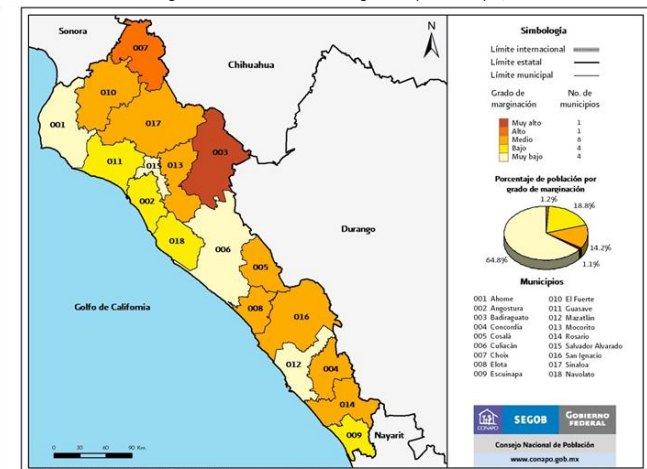 Sonora
Chihuahua
Durango
Golfo de California
Nayarit
N
007
010
001
017
003
011
015
013
002
018
006
005
008
016
012
004
014
009
0 30 60 90 Km.
Simbología
Límite internacional
Límite estatal
Límite municipal
Grado de marginación
No. de municipios
Muy alto 1
Alto 1
Medio 8
Bajo 4
Muy bajo 4
Porcentaje de población por
grado de marginación
1.2%
18.8%
14.2%
1.1%
64.8%
Municipios
001 Ahome
002 Angostura
003 Badiraguato
004 Concordia
005 Cosalá
006 Culiacán
007 Choix
008 Elota
009 Escuinapa
010 El Fuerte
011 Guasave
012 Mazatlán
013 Mocorito
014 Rosario
015 Salvador Alvarado
016 San Ignacio
017 Sinaloa
018 Navolato
CONAPO
SEGOB
GOBIERNO
FEDERAL
Consejo Nacional de Población
www.conapo.gob.mx